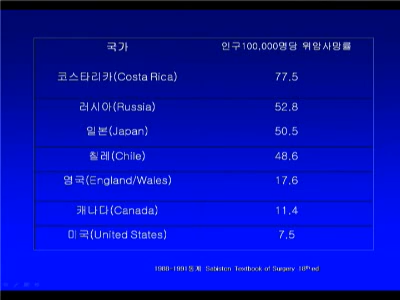 국가 인구100,000명당 위암사망률
코스타리카(Costa Rica) 77.5
러시아(Russia) 52.8
일본(Japan) 50.5
칠레(Chile) 48.6
영국(England/Wales) 17.6
캐나다(Canada) 11.4
미국(United States) 7.5
Sabiston Textbook of Surgery ed